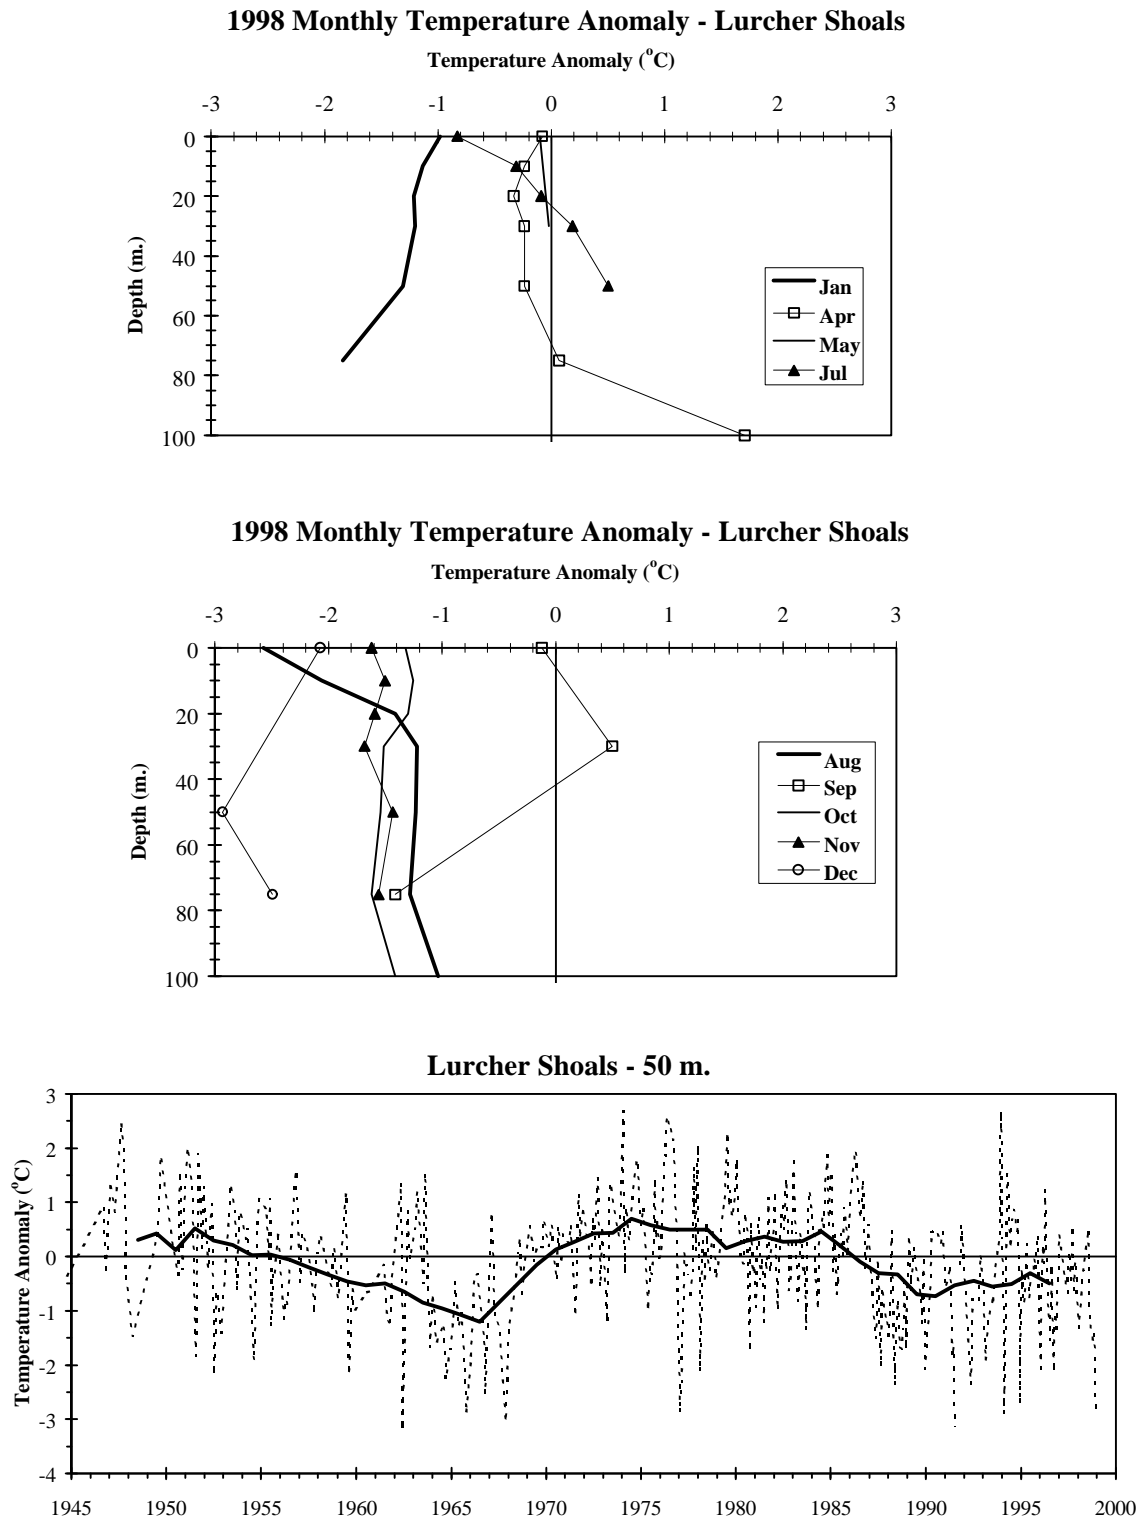 1998 Monthly Temperature Anomaly - Lurcher Shoals
Temperature Anomaly (°C)
-3 -2 -1 0 1 2 3
0
20
40
60
80
100
Depth (m.)
Jan
Apr
May
Jul
1998 Monthly Temperature Anomaly - Lurcher Shoals
Temperature Anomaly (°C)
-3 -2 -1 0 1 2 3
0
20
40
60
80
100
Depth (m.)
Aug
Sep
Oct
Nov
Dec
Lurcher Shoals - 50 m.
Temperature Anomaly (°C)
3
2
1
0
-1
-2
-3
-4
1945 1950 1955 1960 1965 1970 1975 1980 1985 1990 1995 2000